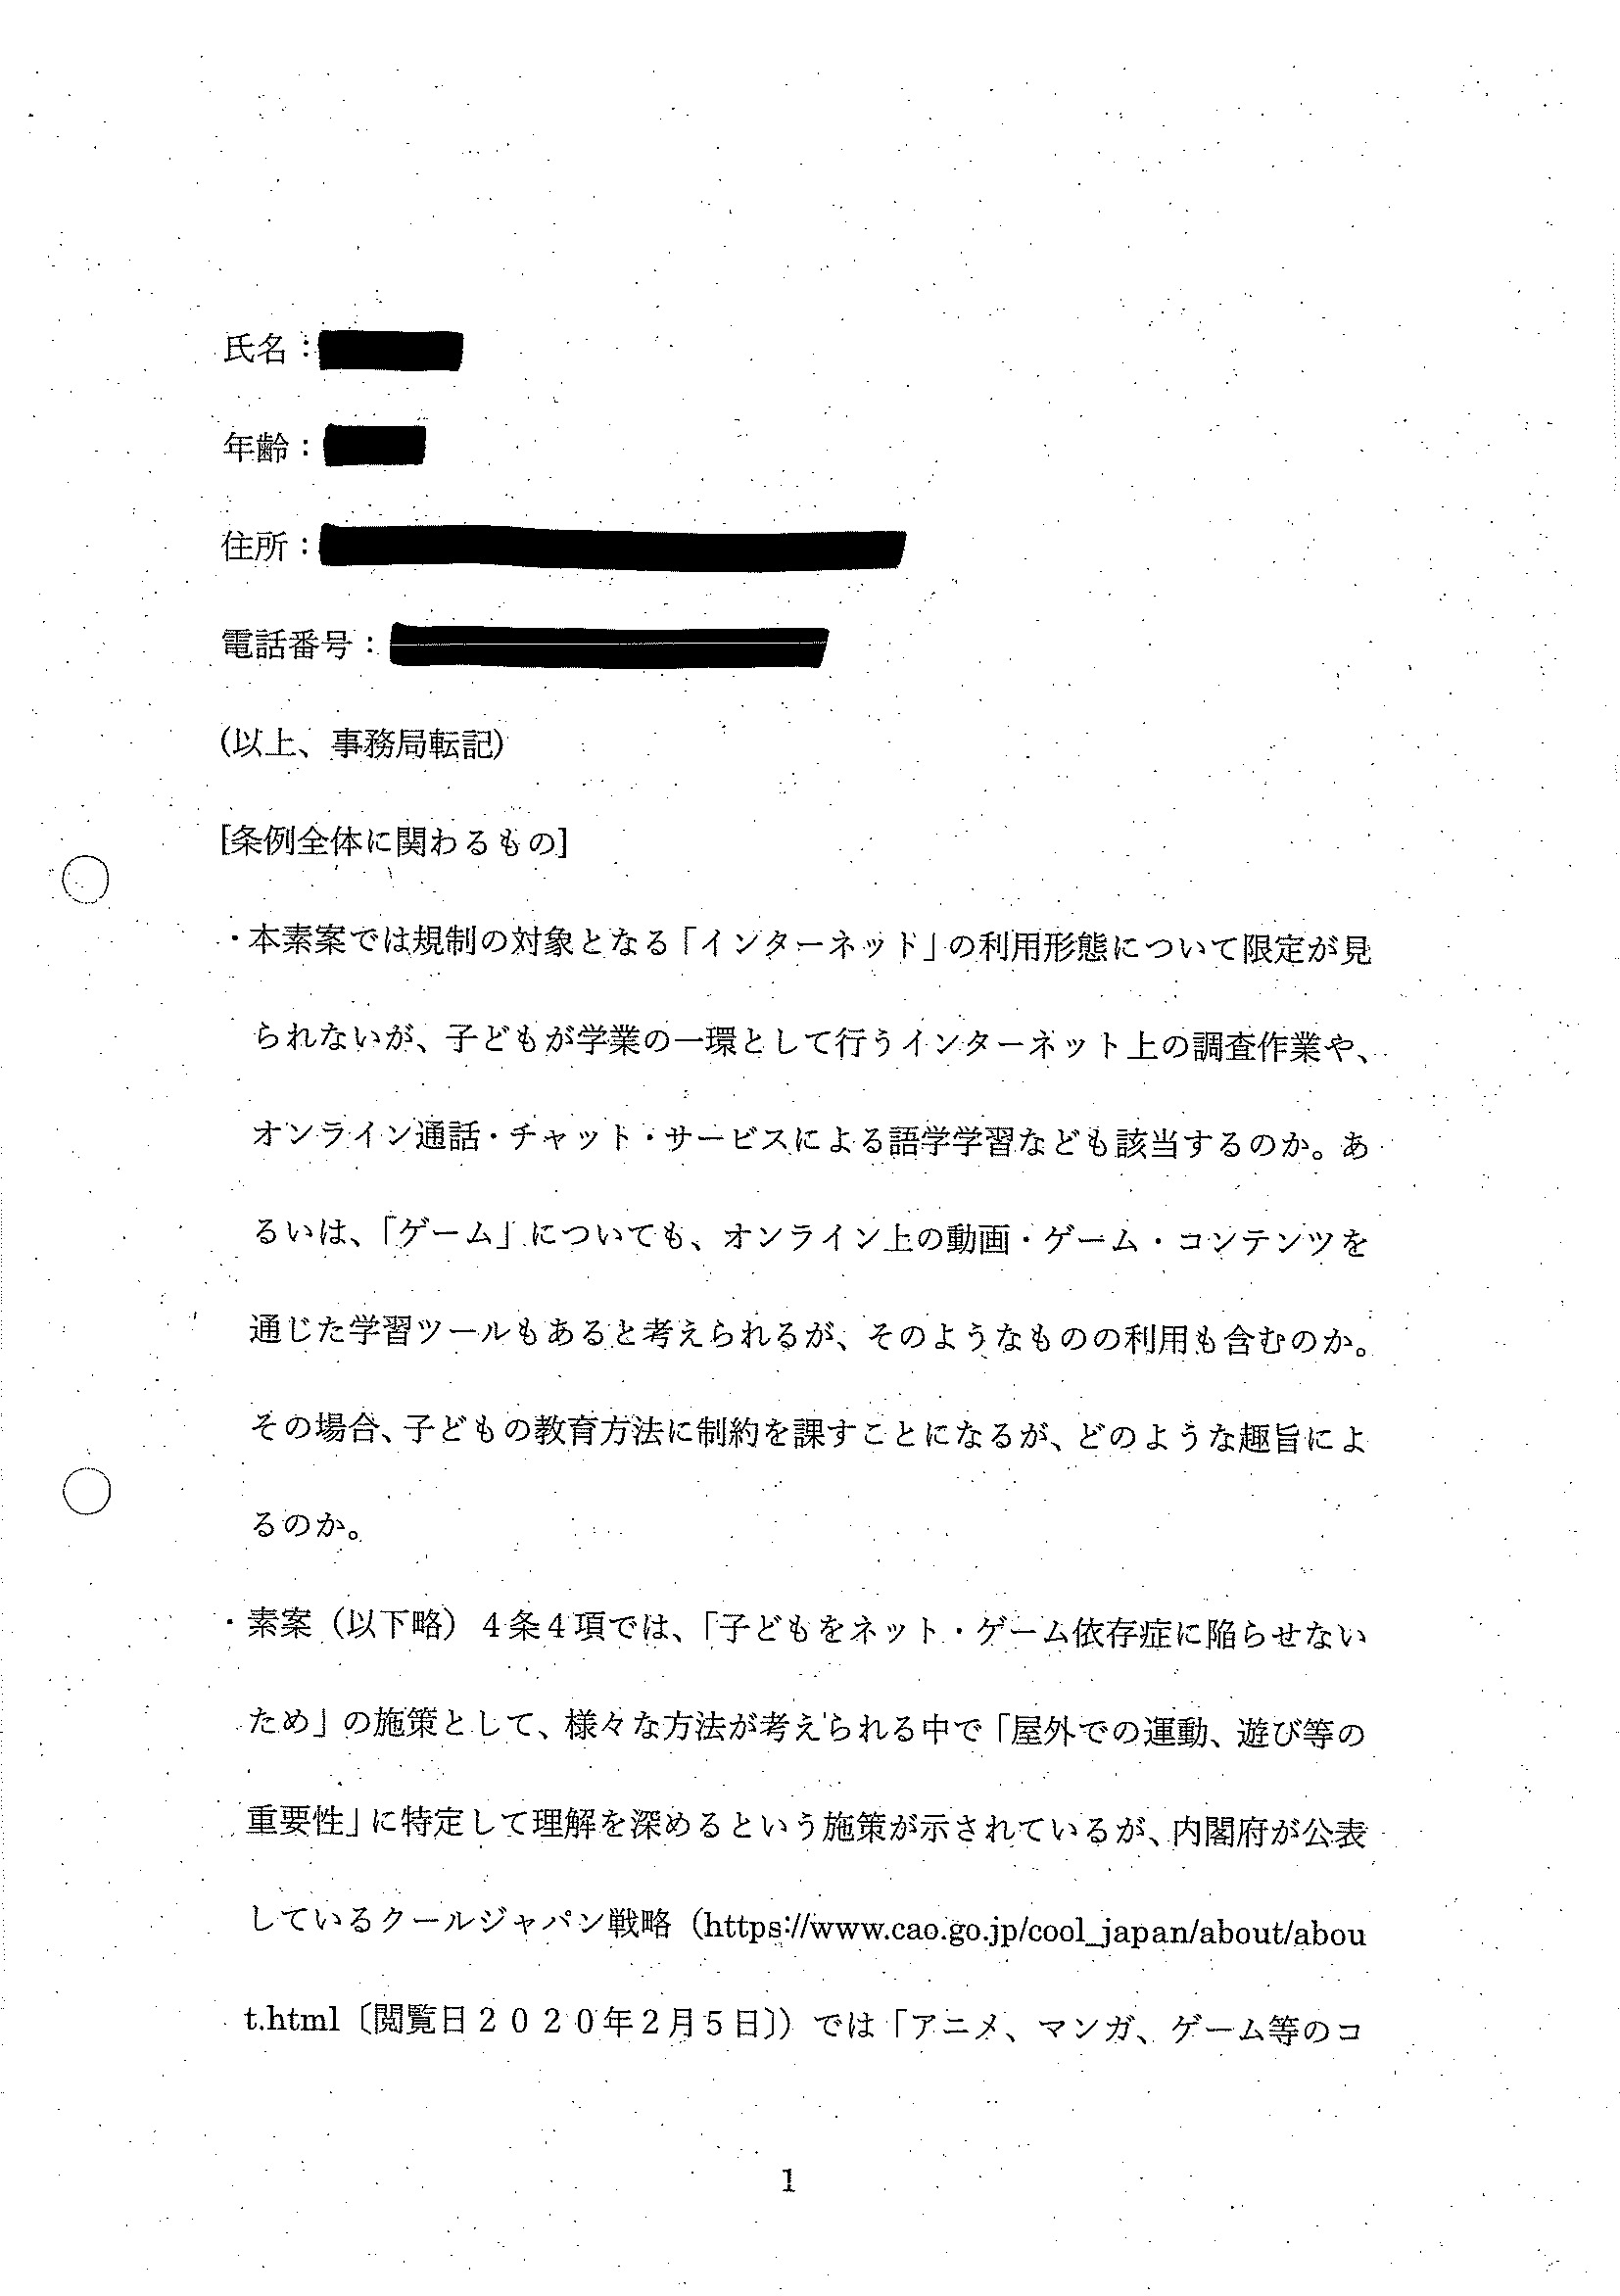 氏名：
年齢：
住所：
電話番号：
(以上、事務局転記)
[条例全体に関わるもの]
・本素案では規制の対象となる「インターネッド」の利用形態について限定が見
られないが、子どもが学業の一環として行うインターネット上の調査作業や、
オンライン通話・チャット・サービスによる語学学習なども該当するのか。あ
るいは、「ゲーム」についても、オンライン上の動画・ゲーム・コンテンツを
通じた学習ツールもあると考えられるが、そのようなものの利用も含むのか。
その場合、子どもの教育方法に制約を課すことになるが、どのような趣旨によ
るのか。
・素案（以下略）４条４項では、「子どもをネット・ゲーム依存症に陥らせない
ため」の施策として、様々な方法が考えられる中で「屋外での運動、遊び等の
重要性」に特定して理解を深めるという施策が示されているが、内閣府が公表
しているクールジャパン戦略（https://www.cao.go.jp/cool_japan/about/abou
t.html〔閲覧日２０２０年２月５日〕）では「アニメ、マンガ、ゲーム等のコ
1